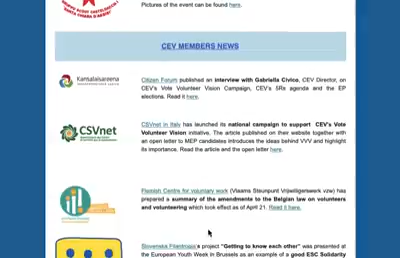 Pictures of the event can be found here.
CEV MEMBERS NEWS
Kansalaisareena
Citizen Forum published an interview with Gabriella Civico, CEV Director, on
CEV's Vote Volunteer Vision Campaign, CEV's 5Rx agenda and the EP
elections. Read it here.
CSVnet
CSVnet in Italy has launched its national campaign to support CEV's Vote
Volunteer Vision initiative. The article published on their website together with
an open letter to MEP candidates introduces the ideas behind VVV and highlight
its importance. Read the article and the open letter here.
Flemish Centre for voluntary work (Vlaams Steunpunt Vrijwilligerswerk vzw) has
prepared a summary of the amendments to the Belgian law on volunteers
and volunteering which took effect as of April 21. Read it here.
Slovenska Filantropia's project "Getting to know each other" was presented at
the European Youth Week in Brussels as an example of a good ESC Solidarity